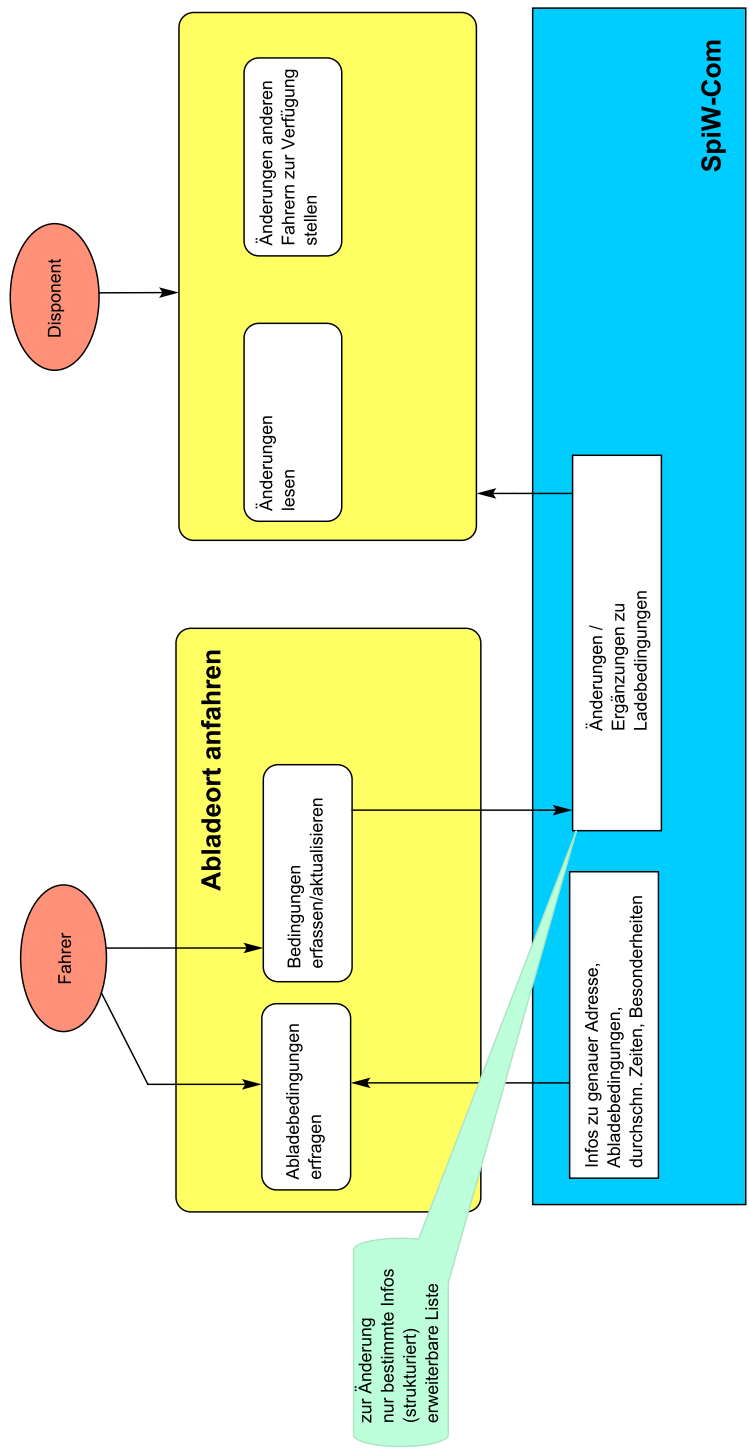 Fahrer
Disponent
Abladeort anfahren
Abladebedingungen
erfragen
Bedingungen
erfassen/aktualisieren
Änderungen
lesen
Änderungen anderen
Fahrern zur Verfügung
stellen
zur Änderung
nur bestimmte Infos
(strukturiert)
erweiterbare Liste
Infos zu genauer Adresse,
Abladebedingungen,
durchschn. Zeiten, Besonderheiten
Änderungen /
Ergänzungen zu
Ladebedingungen
SpiW-Com